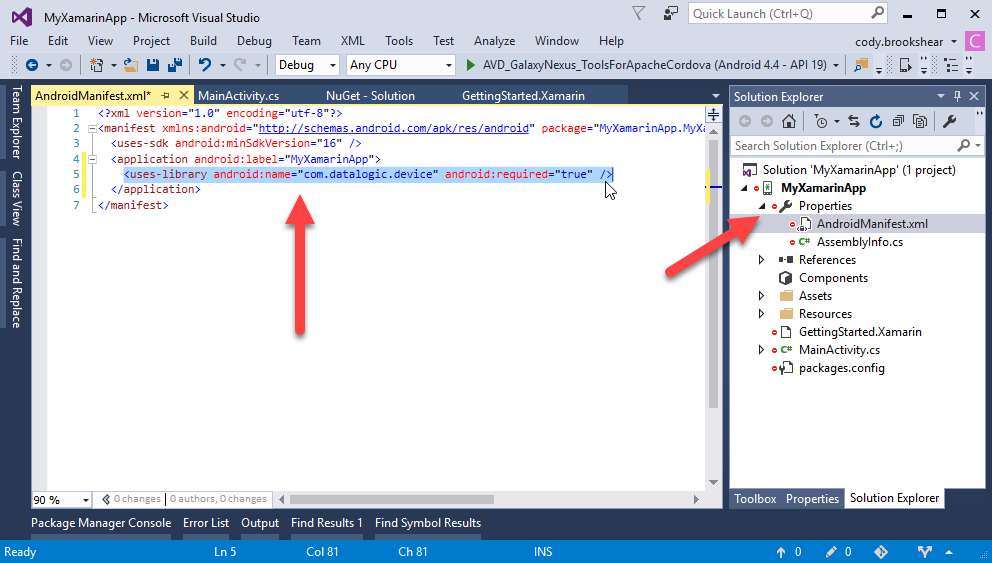 MyXamarinApp - Microsoft Visual Studio
Quick Launch (Ctrl+Q)
File Edit View Project Build Debug Team XML Tools Test Analyze Window Help
cody.brookshear
C
Debug Any CPU AVD_GalaxyNexus_ToolsForApacheCordova (Android 4.4 - API 19)
Team Explorer
Class View
Find and Replace
AndroidManifest.xml* MainActivity.cs NuGet - Solution GettingStarted.Xamarin
1 <?xml version="1.0" encoding="utf-8"?>
2 <manifest xmlns:android="http://schemas.android.com/apk/res/android" package="MyXamarinApp.MyXa
3 <uses-sdk android:minSdkVersion="16" />
4 <application android:label="MyXamarinApp">
5 <uses-library android:name="com.datalogic.device" android:required="true" />
6 </application>
7 </manifest>
90 %
0 changes | 0 authors, 0 changes
Solution Explorer
Search Solution Explorer (Ctrl+;)
Solution 'MyXamarinApp' (1 project)
MyXamarinApp
Properties
AndroidManifest.xml
C# AssemblyInfo.cs
References
Components
Assets
Resources
GettingStarted.Xamarin
C# MainActivity.cs
packages.config
Toolbox Properties Solution Explorer
Package Manager Console Error List Output Find Results 1 Find Symbol Results
Ready Ln 5 Col 81 Ch 81 INS 0 0